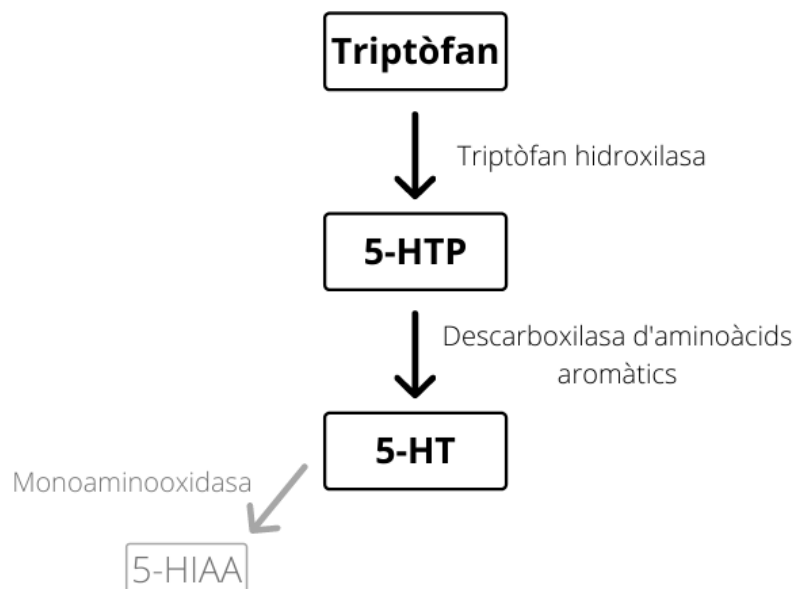 Triptòfan
Triptòfan hidroxilasa
5-HTP
Descarboxilasa d'aminoàcids
aromàtics
5-HT
Monoaminooxidasa
5-HIAA